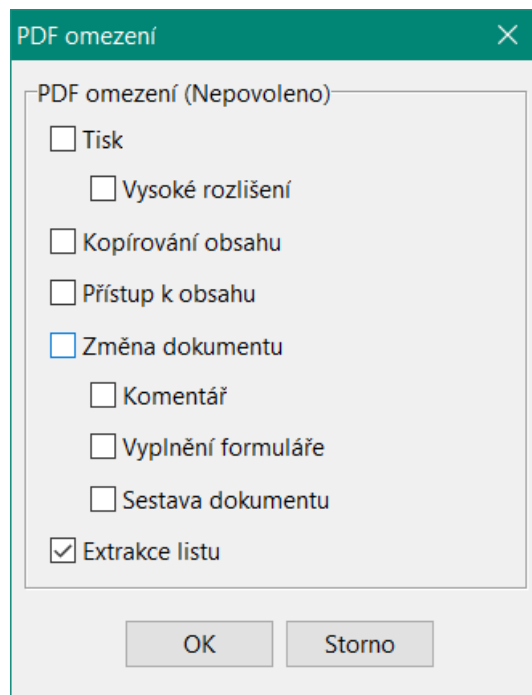 PDF omezení
PDF omezení (Nepovoleno)
Tisk
Vysoké rozlišení
Kopírování obsahu
Přístup k obsahu
Změna dokumentu
Komentář
Vyplnění formuláře
Sestava dokumentu
Extrakce listu
OK
Storno